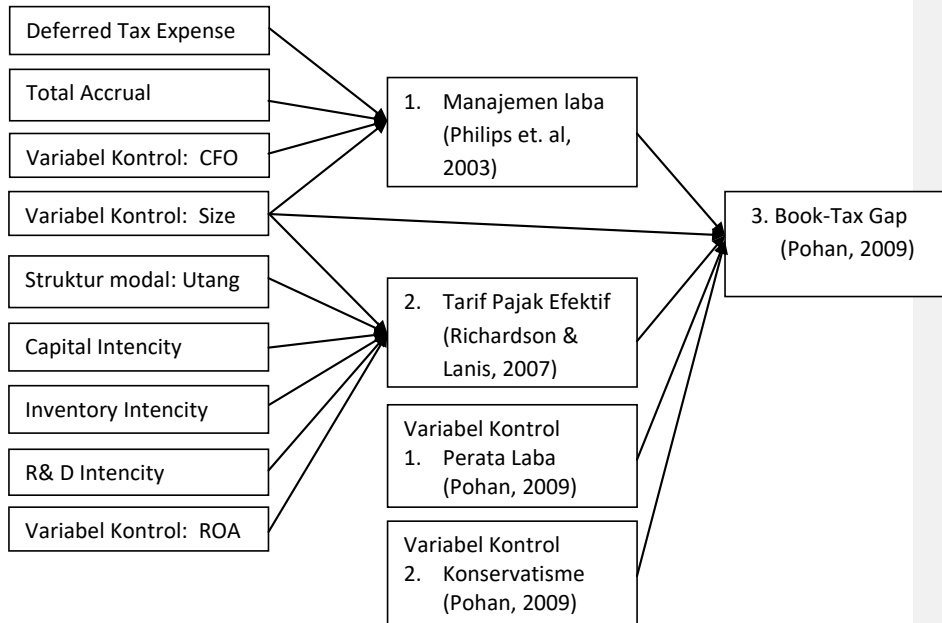 Deferred Tax Expense
Total Accrual
Variabel Kontrol: CFO
Variabel Kontrol: Size
Struktur modal: Utang
Capital Intencity
Inventory Intencity
R& D Intencity
Variabel Kontrol: ROA
1. Manajemen laba
(Philips et. al,
2003)
2. Tarif Pajak Efektif
(Richardson &
Lanis, 2007)
Variabel Kontrol
1. Perata Laba
(Pohan, 2009)
Variabel Kontrol
2. Konservatisme
(Pohan, 2009)
3. Book-Tax Gap
(Pohan, 2009)